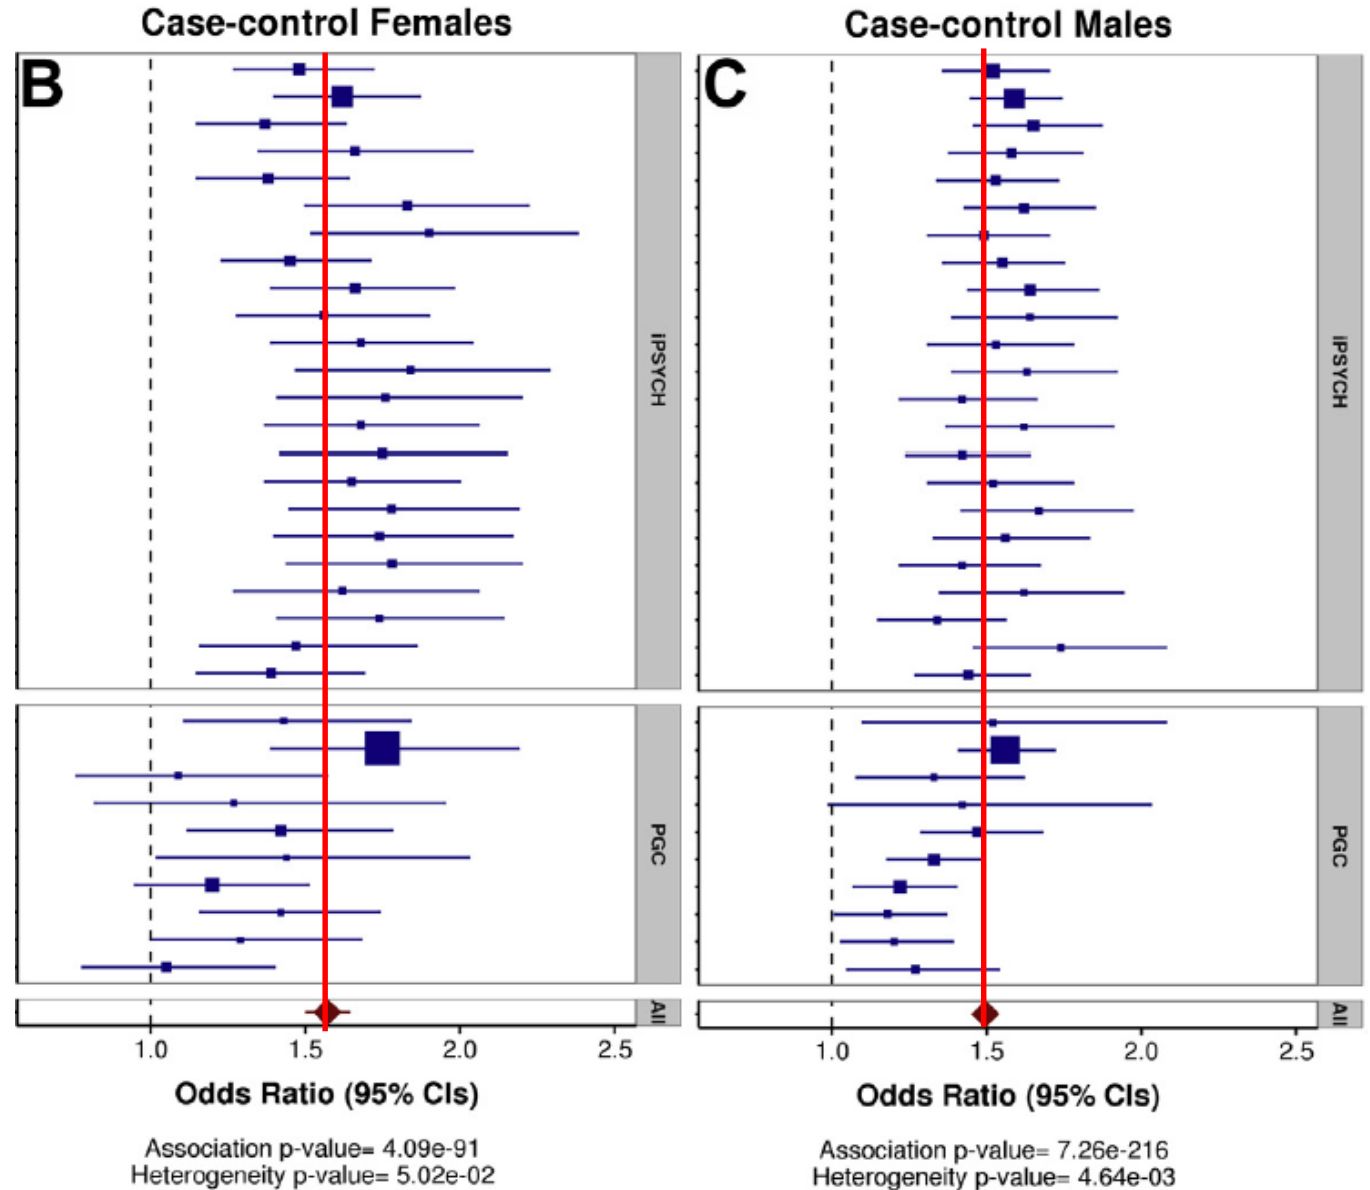 Case-control Females
B
iPSYCH
PGC
All
1.0 1.5 2.0 2.5
Odds Ratio (95% CIs)
Association p-value= 4.09e-91
Heterogeneity p-value= 5.02e-02
Case-control Males
C
iPSYCH
PGC
All
1.0 1.5 2.0 2.5
Odds Ratio (95% CIs)
Association p-value= 7.26e-216
Heterogeneity p-value= 4.64e-03